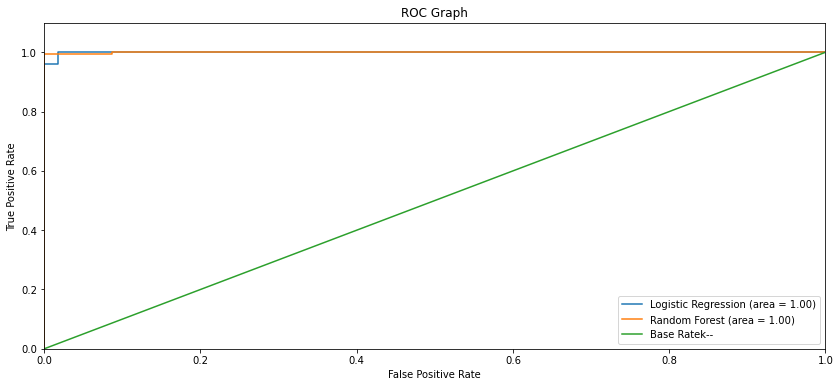 ROC Graph
True Positive Rate
1.0
0.8
0.6
0.4
0.2
0.0
0.0 0.2 0.4 0.6 0.8 1.0
False Positive Rate
Logistic Regression (area = 1.00)
Random Forest (area = 1.00)
Base Ratek--